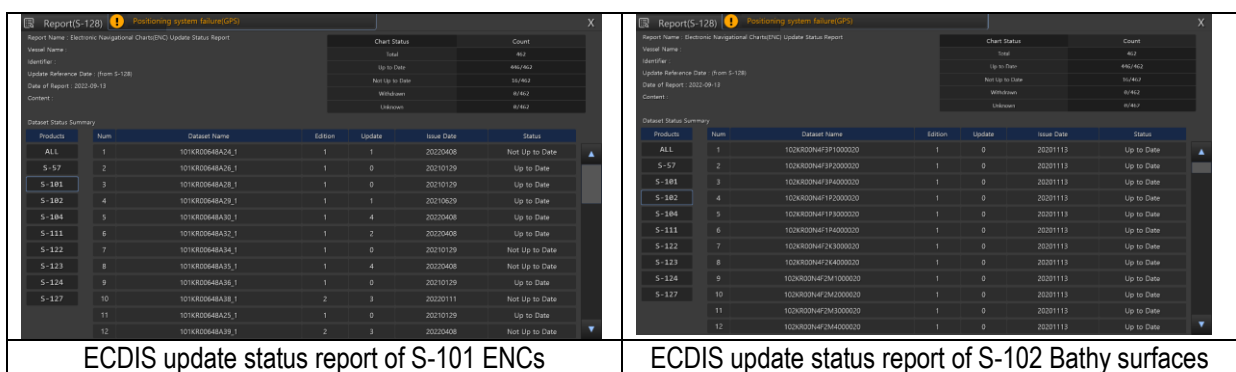 Report(S-128) Positioning system failure(GPS) X
Report Name : Electronic Navigational Charts(ENC) Update Status Report
Vessel Name :
Identifier :
Update Reference Date : (from S-128)
Date of Report : 2022-09-13
Content :
Chart Status Count
Total 462
Up to Date 446/462
Not Up to Date 16/462
Withdrawn 0/462
Unknown 0/462
Dataset Status Summary
Products Num Dataset Name Edition Update Issue Date Status
ALL 1 101KR00648A24_1 1 1 20220408 Not Up to Date
S-57 2 101KR00648A26_1 1 0 20210129 Up to Date
S-101 3 101KR00648A28_1 1 0 20210129 Up to Date
S-102 4 101KR00648A29_1 1 1 20210629 Up to Date
S-104 5 101KR00648A30_1 1 4 20220408 Up to Date
S-111 6 101KR00648A32_1 1 2 20220408 Up to Date
S-122 7 101KR00648A34_1 1 0 20210129 Not Up to Date
S-123 8 101KR00648A35_1 1 4 20220408 Not Up to Date
S-124 9 101KR00648A36_1 1 0 20210129 Up to Date
S-127 10 101KR00648A38_1 2 3 20220111 Not Up to Date
11 101KR00648A25_1 1 0 20210129 Up to Date
12 101KR00648A39_1 2 3 20220408 Not Up to Date
ECDIS update status report of S-101 ENCs
Report(S-128) Positioning system failure(GPS) X
Report Name : Electronic Navigational Charts(ENC) Update Status Report
Vessel Name :
Identifier :
Update Reference Date : (from S-128)
Date of Report : 2022-09-13
Content :
Chart Status Count
Total 462
Up to Date 446/462
Not Up to Date 16/462
Withdrawn 0/462
Unknown 0/462
Dataset Status Summary
Products Num Dataset Name Edition Update Issue Date Status
ALL 1 102KR00N4F3P1000020 1 0 20201113 Up to Date
S-57 2 102KR00N4F3P2000020 1 0 20201113 Up to Date
S-101 3 102KR00N4F3P4000020 1 0 20201113 Up to Date
S-102 4 102KR00N4F1P2000020 1 0 20201113 Up to Date
S-104 5 102KR00N4F1P3000020 1 0 20201113 Up to Date
S-111 6 102KR00N4F1P4000020 1 0 20201113 Up to Date
S-122 7 102KR00N4F2K3000020 1 0 20201113 Up to Date
S-123 8 102KR00N4F2K4000020 1 0 20201113 Up to Date
S-124 9 102KR00N4F2M1000020 1 0 20201113 Up to Date
S-127 10 102KR00N4F2M2000020 1 0 20201113 Up to Date
11 102KR00N4F2M3000020 1 0 20201113 Up to Date
12 102KR00N4F2M4000020 1 0 20201113 Up to Date
ECDIS update status report of S-102 Bathy surfaces